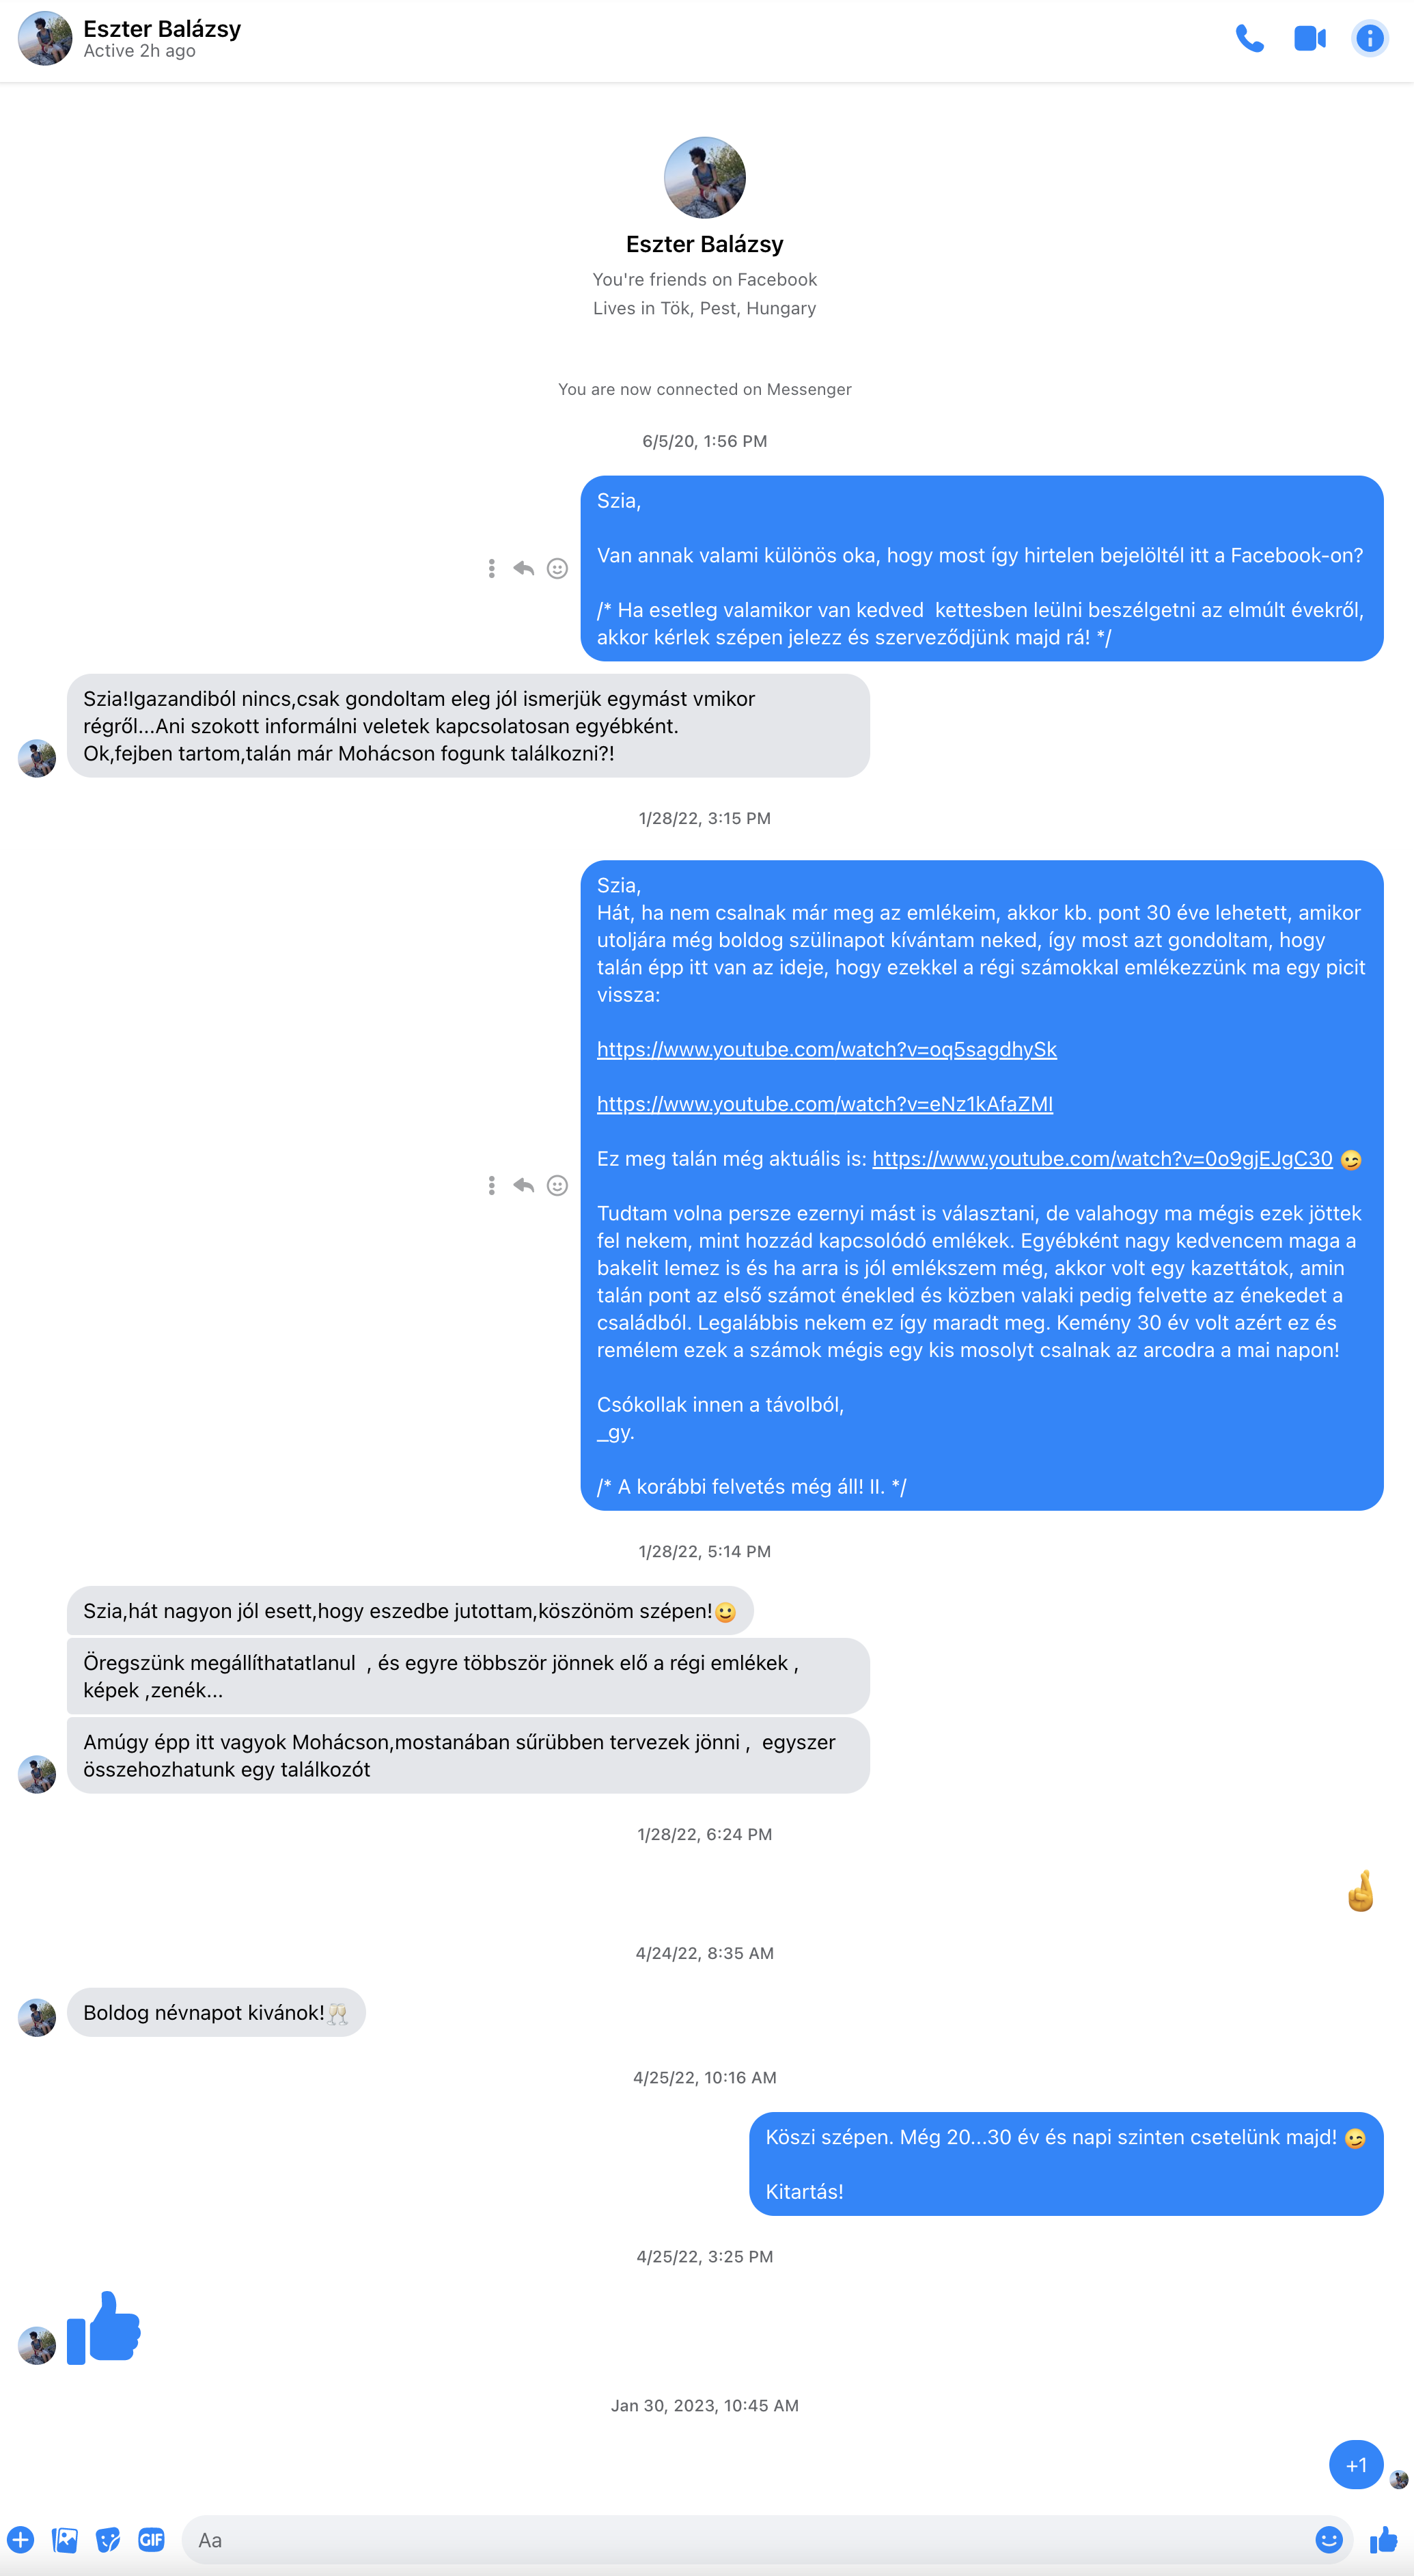 Eszter Balázsy
Active 2h ago
Eszter Balázsy
You're friends on Facebook
Lives in Tök, Pest, Hungary
You are now connected on Messenger
6/5/20, 1:56 PM
Szia,
Van annak valami különös oka, hogy most így hirtelen bejelöltél itt a Facebook-on?
/* Ha esetleg valamikor van kedved  kettesben leülni beszélgetni az elmúlt évekről,
akkor kérlek szépen jelezz és szerveződjünk majd rá! */
Szia!Igazandiból nincs,csak gondoltam eleg jól ismerjük egymást vmikor
régről...Ani szokott informálni veletek kapcsolatosan egyébként.
Ok,fejben tartom,talán már Mohácson fogunk találkozni?!
1/28/22, 3:15 PM
Szia,
Hát, ha nem csalnak már meg az emlékeim, akkor kb. pont 30 éve lehetett, amikor
utoljára még boldog szülinapot kívántam neked, így most azt gondoltam, hogy
talán épp itt van az ideje, hogy ezekkel a régi számokkal emlékezzünk ma egy picit
vissza:
https://www.youtube.com/watch?v=oq5sagdhySk
https://www.youtube.com/watch?v=eNz1kAfaZMI
Ez meg talán még aktuális is: https://www.youtube.com/watch?v=0o9gjEJgC30 😉
Tudtam volna persze ezernyi mást is választani, de valahogy ma mégis ezek jöttek
fel nekem, mint hozzád kapcsolódó emlékek. Egyébként nagy kedvencem maga a
bakelit lemez is és ha arra is jól emlékszem még, akkor volt egy kazettátok, amin
talán pont az első számot énekled és közben valaki pedig felvette az énekedet a
családból. Legalábbis nekem ez így maradt meg. Kemény 30 év volt azért ez és
remélem ezek a számok mégis egy kis mosolyt csalnak az arcodra a mai napon!
Csókollak innen a távolból,
_gy.
/* A korábbi felvetés még áll! II. */
1/28/22, 5:14 PM
Szia,hát nagyon jól esett,hogy eszedbe jutottam,köszönöm szépen!🙂
Öregszünk megállíthatatlanul  , és egyre többször jönnek elő a régi emlékek ,
képek ,zenék...
Amúgy épp itt vagyok Mohácson,mostanában sűrübben tervezek jönni ,  egyszer
összehozhatunk egy találkozót
1/28/22, 6:24 PM
🤞
4/24/22, 8:35 AM
Boldog névnapot kivánok!🥂
4/25/22, 10:16 AM
Köszi szépen. Még 20...30 év és napi szinten csetelünk majd! 😉
Kitartás!
4/25/22, 3:25 PM
Jan 30, 2023, 10:45 AM
+1
GIF
Aa